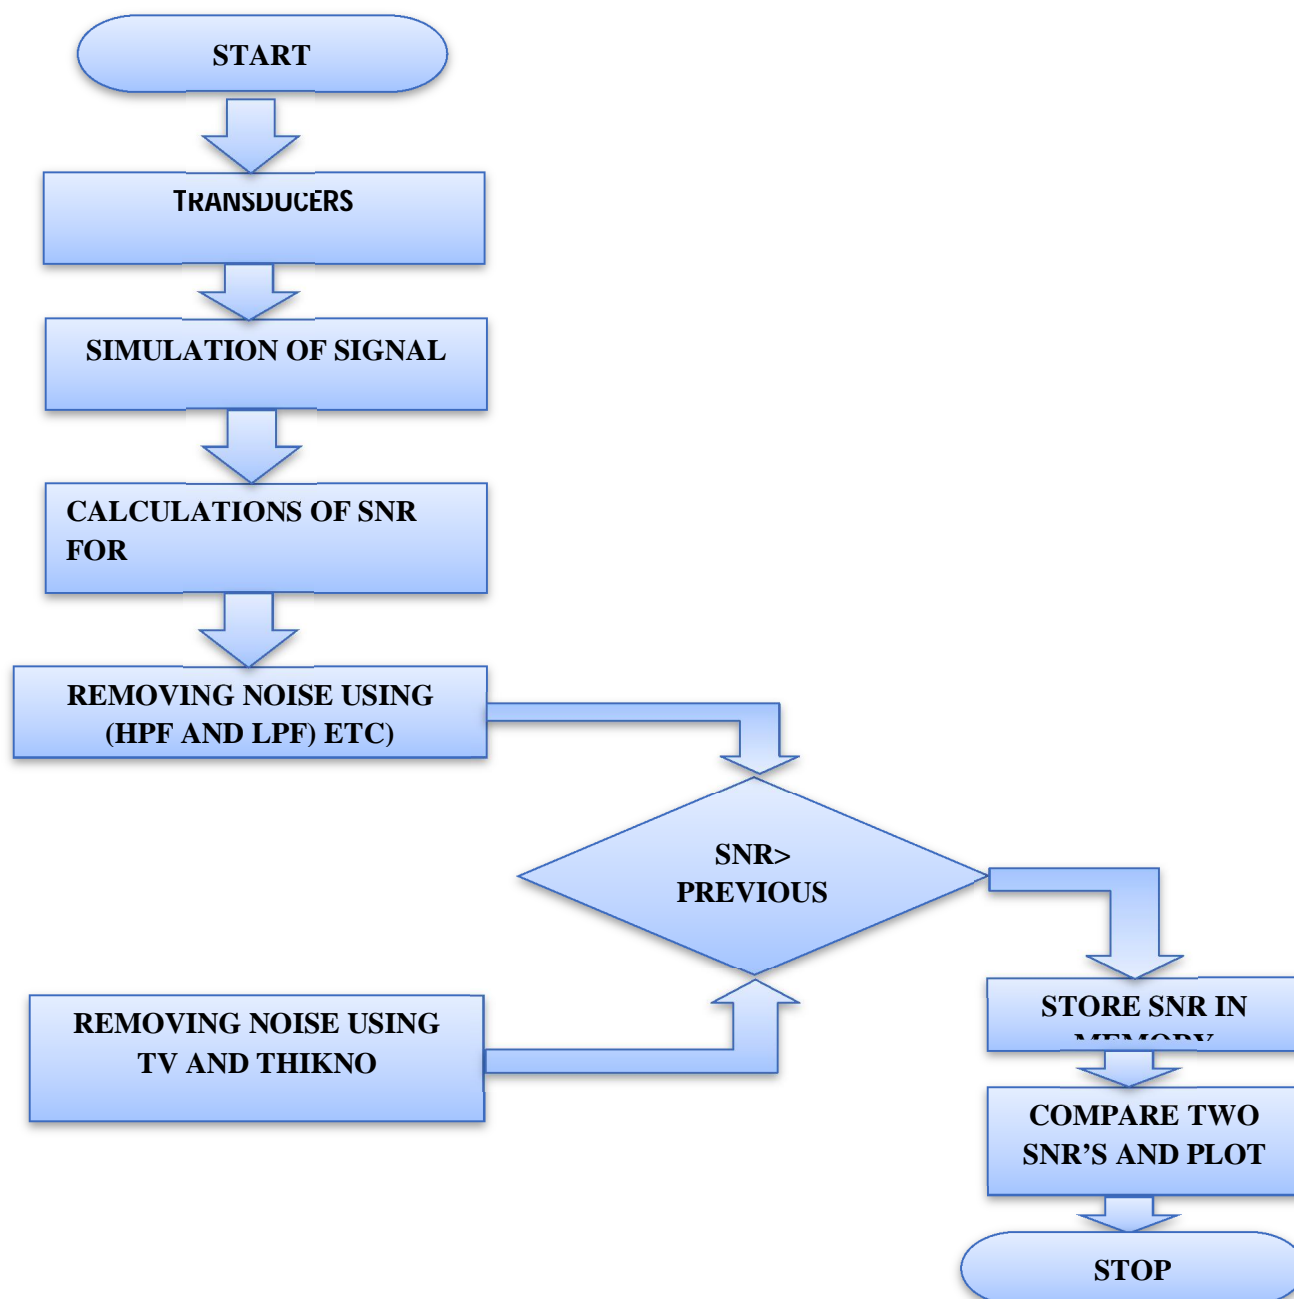 START
TRANSDUCERS
SIMULATION OF SIGNAL
CALCULATIONS OF SNR
FOR
REMOVING NOISE USING
(HPF AND LPF) ETC)
SNR>
PREVIOUS
REMOVING NOISE USING
TV AND THIKNO
STORE SNR IN
MEMORY
COMPARE TWO
SNR’S AND PLOT
STOP